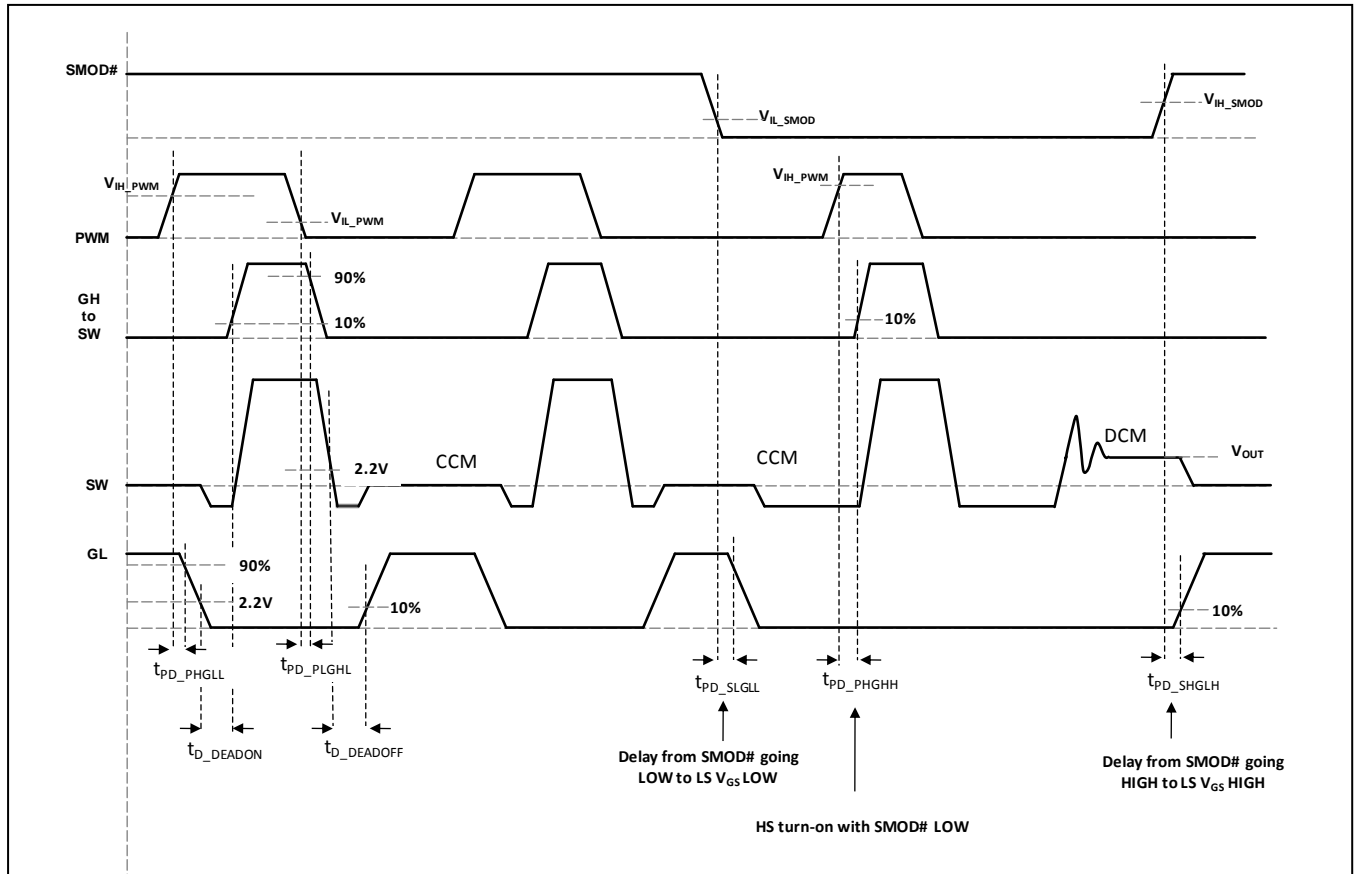 SMOD#
V_IL_SMOD
V_IH_SMOD
V_IH_PWM
V_IL_PWM
V_IH_PWM
PWM
90%
10%
GH
to
SW
10%
CCM
CCM
DCM
V_OUT
2.2V
SW
GL
90%
2.2V
10%
10%
t_PD_PHGLL
t_PD_PLGHL
t_PD_SLGLL
t_PD_PHGHH
t_PD_SHGLH
t_D_DEADON
t_D_DEADOFF
Delay from SMOD# going
LOW to LS V_GS LOW
Delay from SMOD# going
HIGH to LS V_GS HIGH
HS turn-on with SMOD# LOW